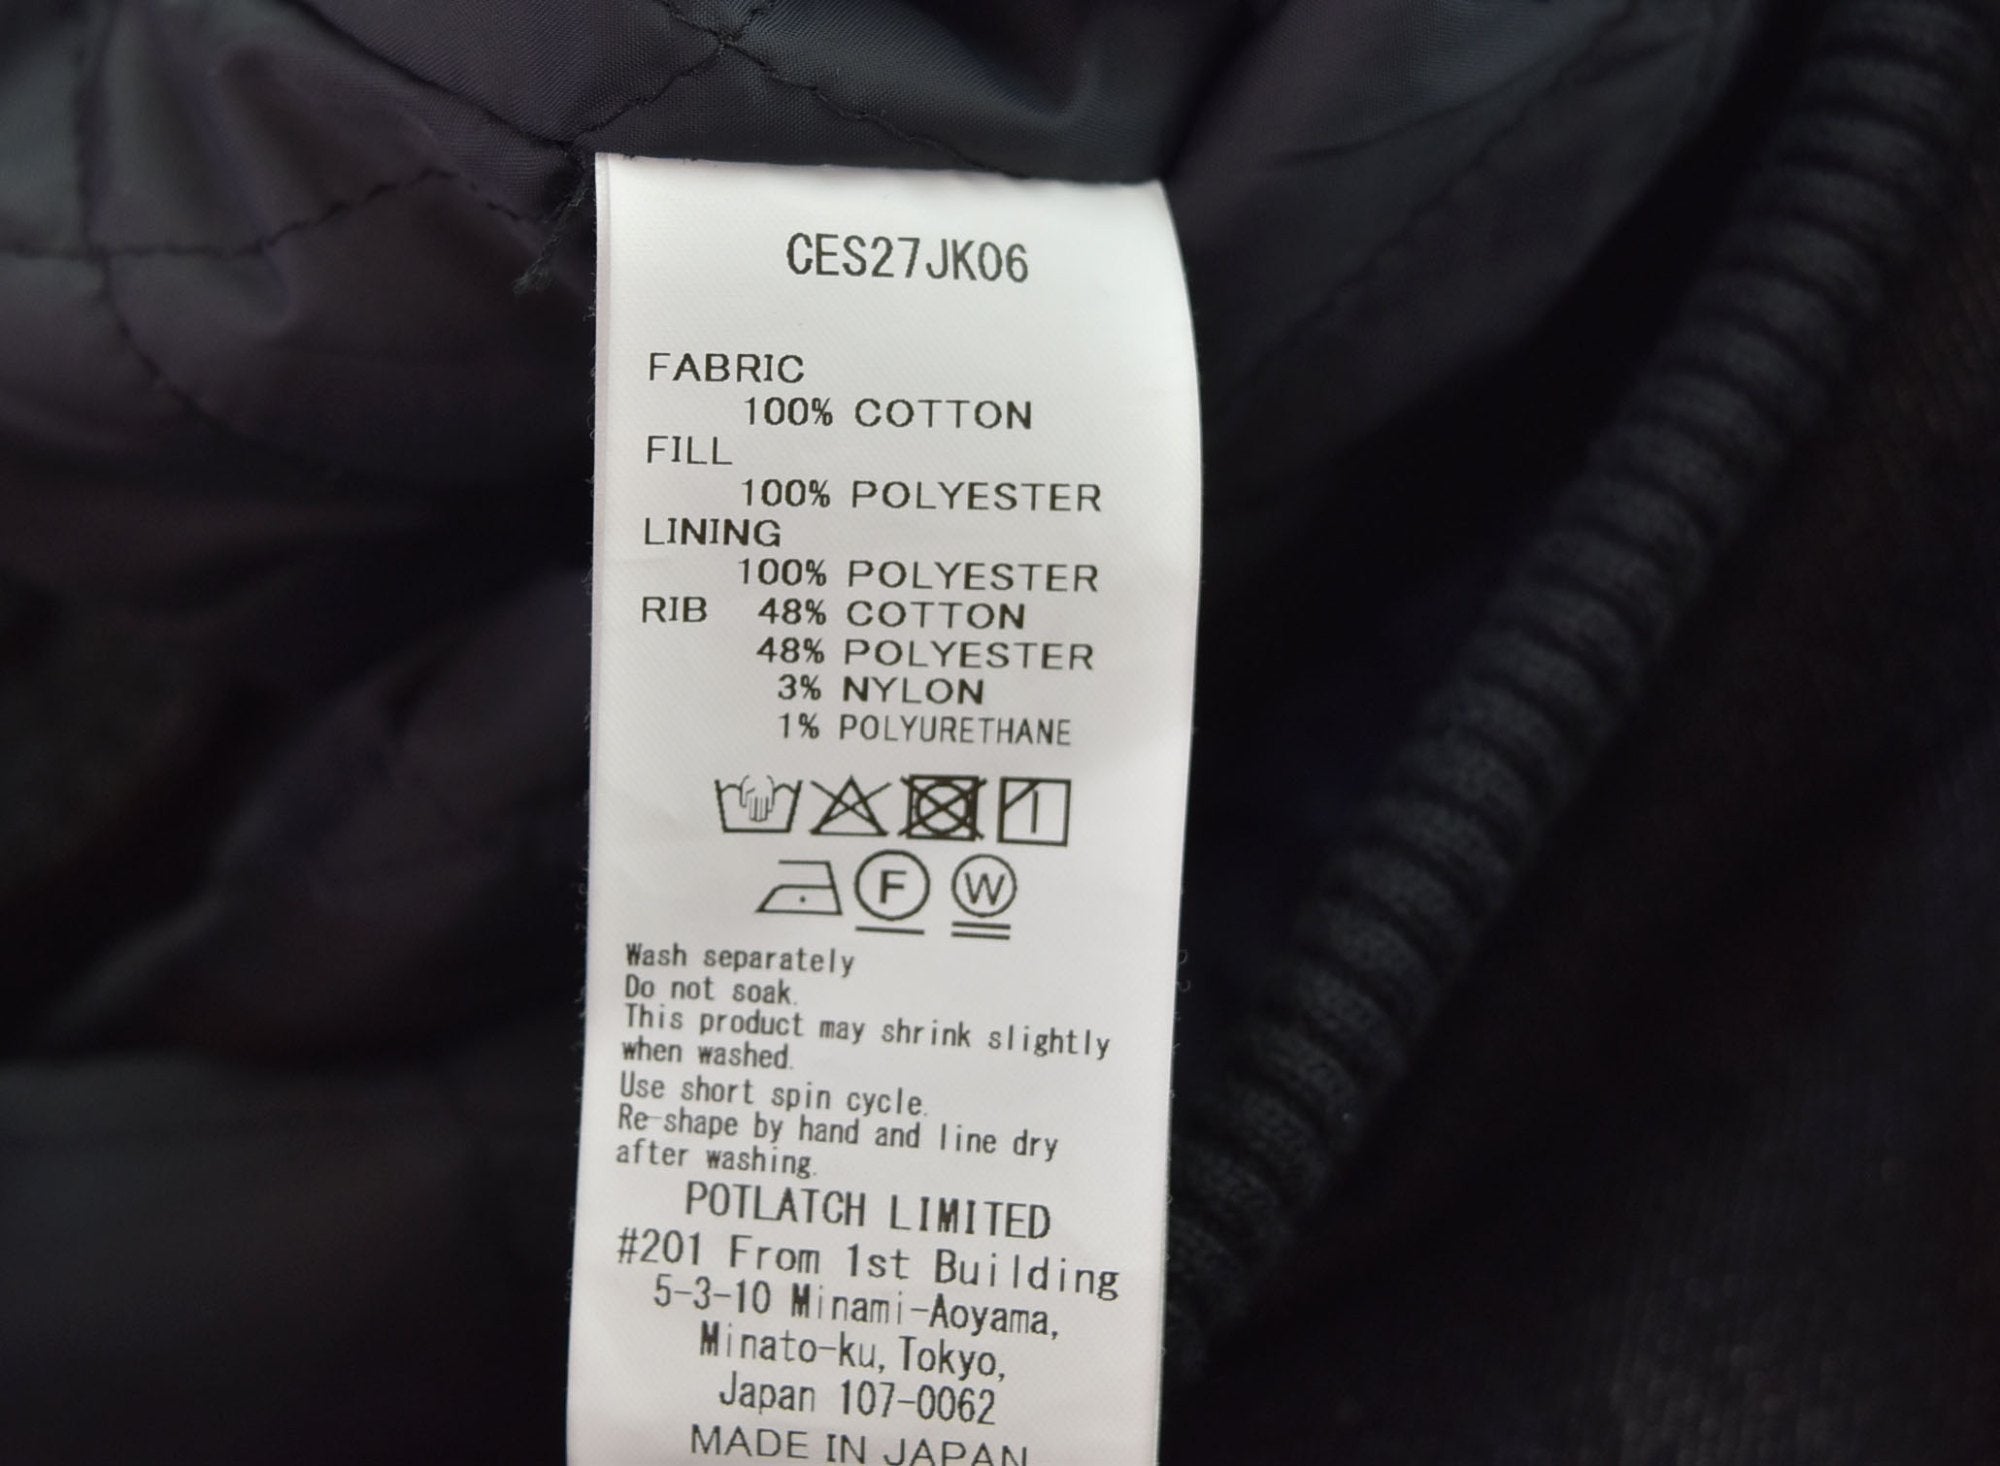 CES27JK06
FABRIC
100% COTTON
FILL
100% POLYESTER
LINING
100% POLYESTER
RIB 48% COTTON
48% POLYESTER
3% NYLON
1% POLYURETHANE
F W
Wash separately
Do not soak.
This product may shrink slightly
when washed.
Use short spin cycle.
Re-shape by hand and line dry
after washing.
POTLATCH LIMITED
#201 From 1st Building
5-3-10 Minami-Aoyama,
Minato-ku, Tokyo,
Japan 107-0062
MADE IN JAPAN